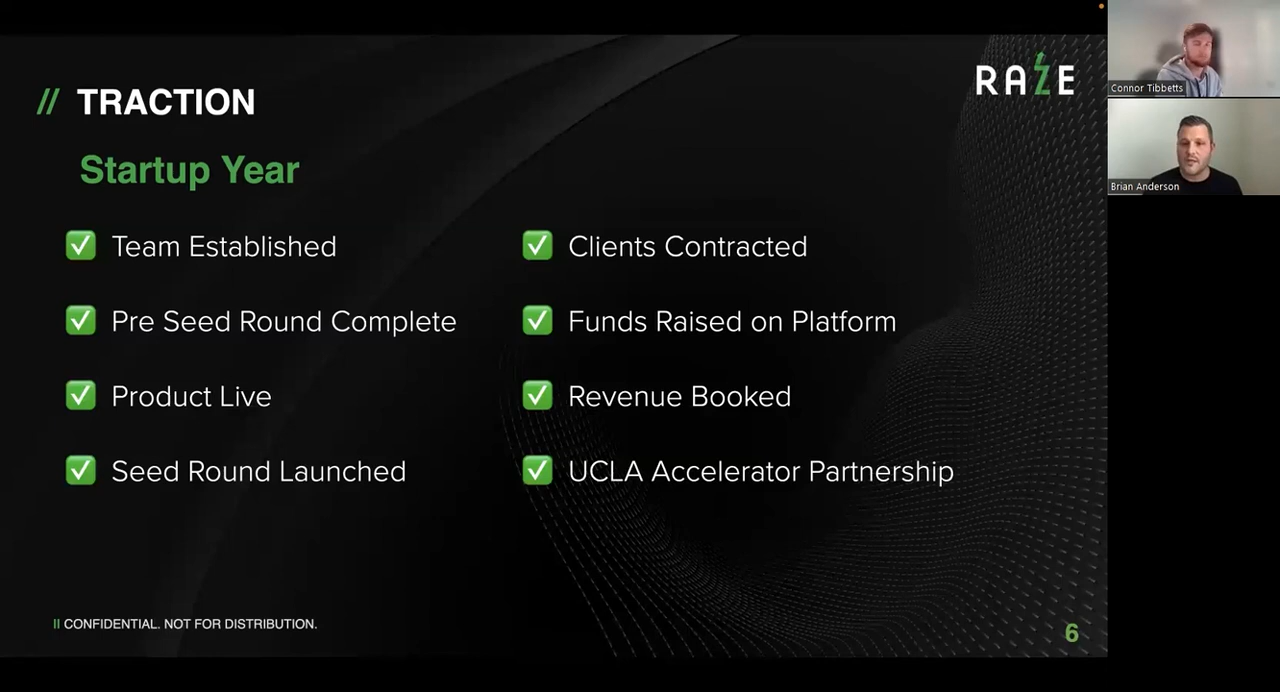 // TRACTION
RAZE
Startup Year
Team Established
Pre Seed Round Complete
Product Live
Seed Round Launched
Clients Contracted
Funds Raised on Platform
Revenue Booked
UCLA Accelerator Partnership
// CONFIDENTIAL. NOT FOR DISTRIBUTION.
6
Connor Tibbetts
Brian Anderson